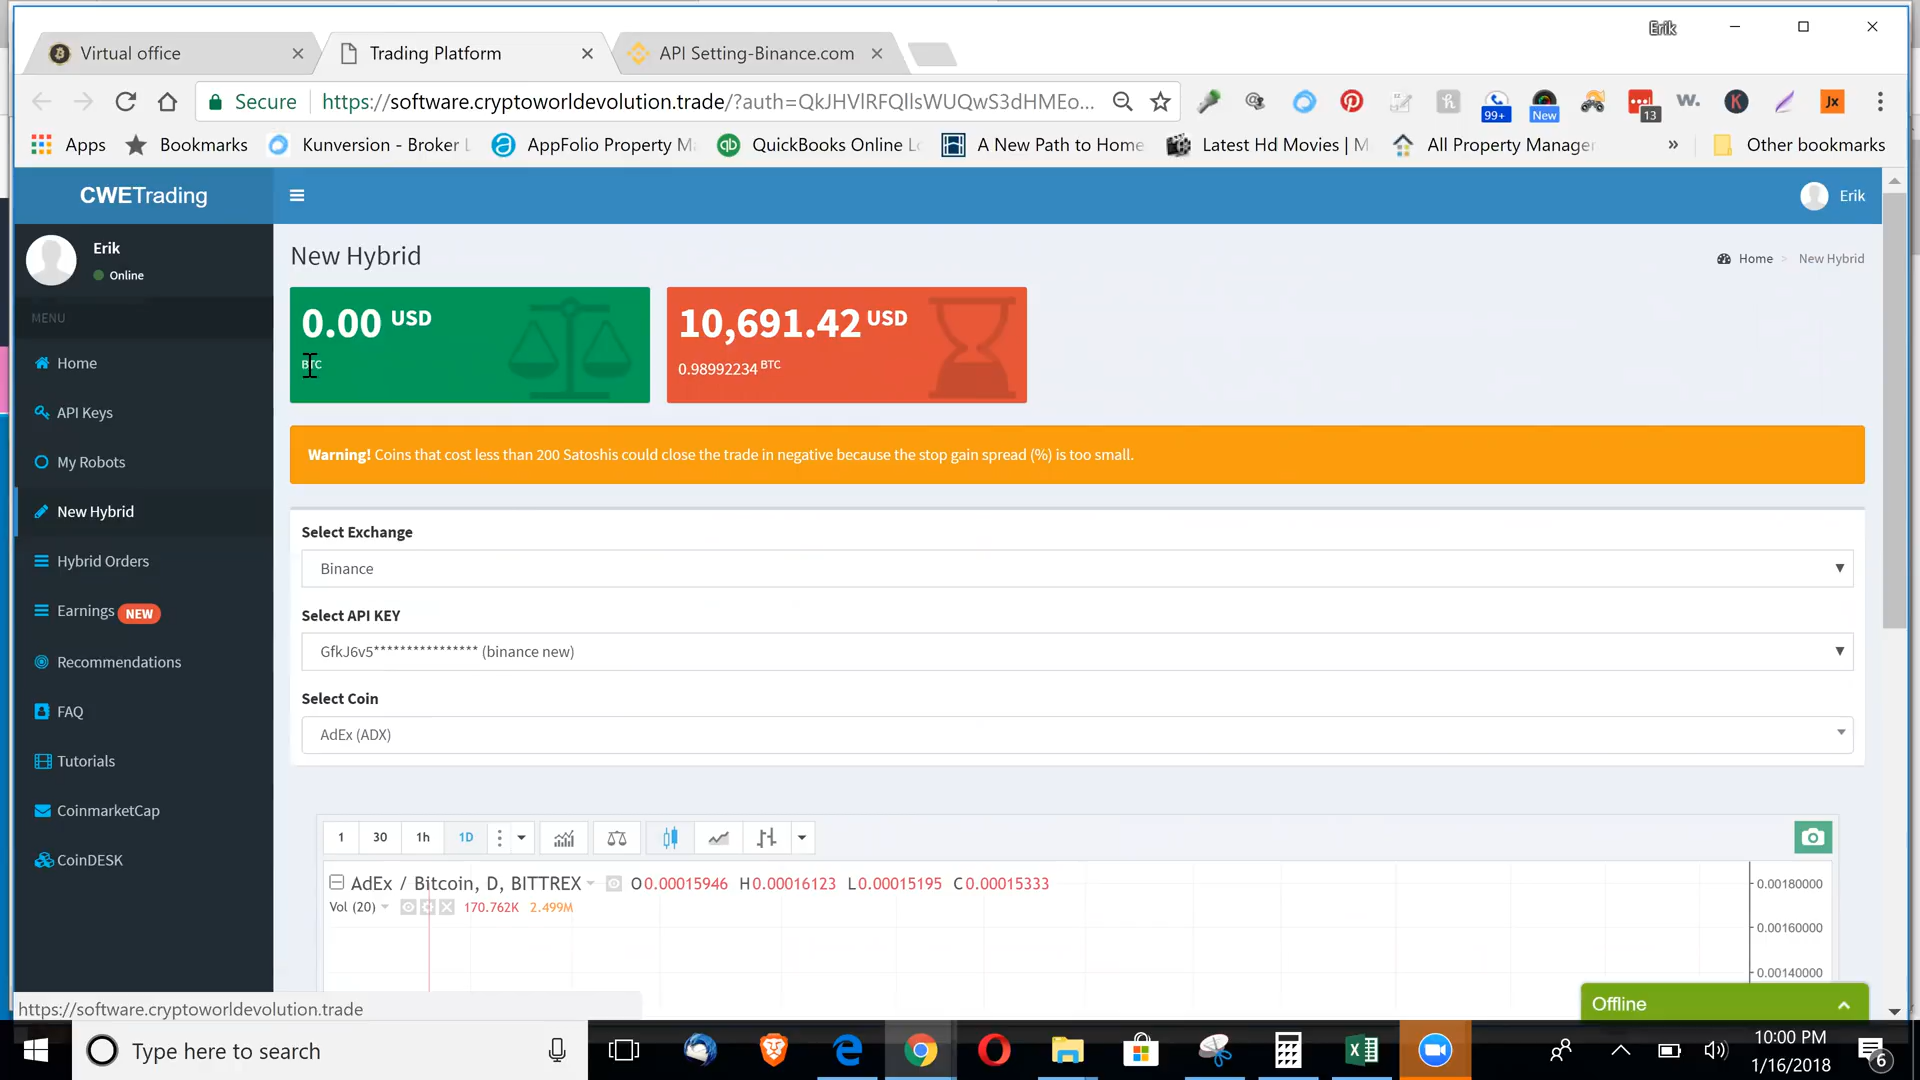 Erik
Virtual office
Trading Platform
API Setting-Binance.com
Secure
https://software.cryptoworldevolution.trade/?auth=QkJHVlRFQllsWUQwS3dHMEo...
99+
New
13
w.
K
Jx
Apps
Bookmarks
Kunversion - Broker L
AppFolio Property M
QuickBooks Online Lo
A New Path to Home
Latest Hd Movies | M
All Property Manager
»
Other bookmarks
CWETrading
Erik
Erik
Online
MENU
Home
API Keys
My Robots
New Hybrid
Hybrid Orders
Earnings NEW
Recommendations
FAQ
Tutorials
CoinmarketCap
CoinDESK
New Hybrid
Home > New Hybrid
0.00 USD
BTC
10,691.42 USD
0.98992234 BTC
Warning! Coins that cost less than 200 Satoshis could close the trade in negative because the stop gain spread (%) is too small.
Select Exchange
Binance
Select API KEY
GfkJ6v5**************** (binance new)
Select Coin
AdEx (ADX)
1 30 1h 1D
AdEx / Bitcoin, D, BITTREX O0.00015946 H0.00016123 L0.00015195 C0.00015333
Vol (20) 170.762K 2.499M
0.00180000
0.00160000
0.00140000
Offline
https://software.cryptoworldevolution.trade
Type here to search
10:00 PM
1/16/2018
6